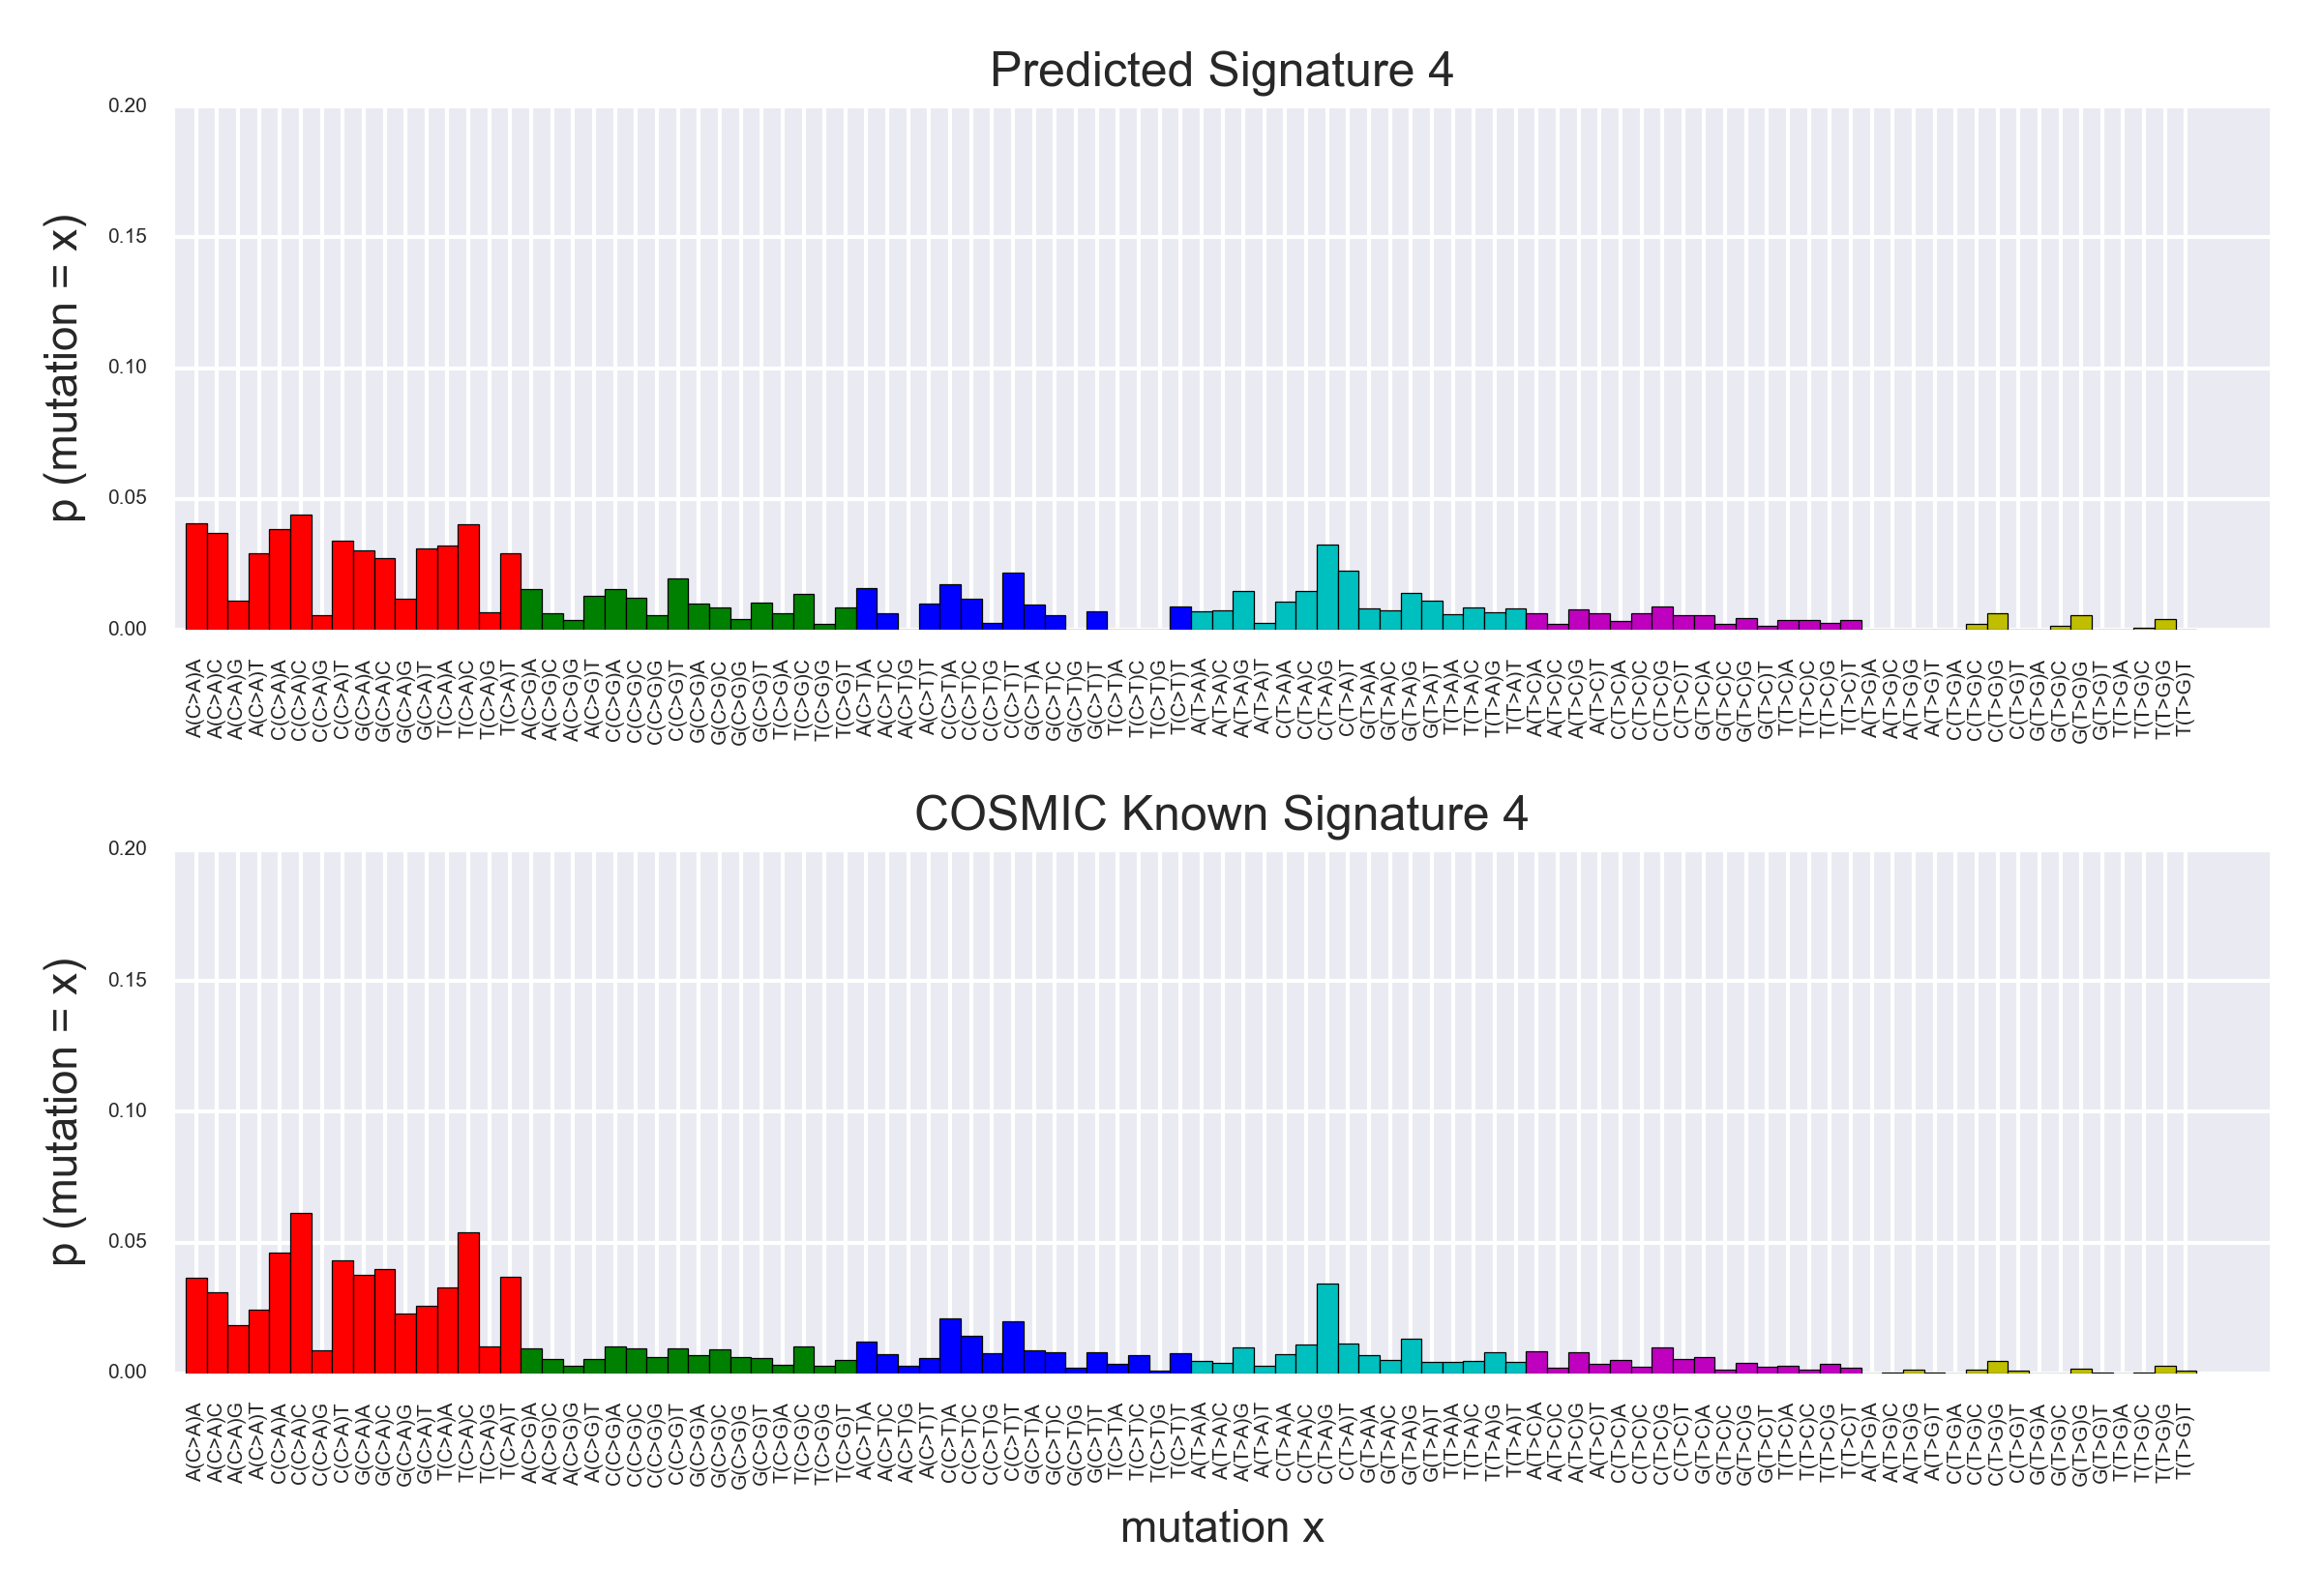 Predicted Signature 4
0.20
0.15
0.10
0.05
0.00
p (mutation = x)
A(C>A)A A(C>A)C A(C>A)G A(C>A)T C(C>A)A C(C>A)C C(C>A)G C(C>A)T G(C>A)A G(C>A)C G(C>A)G G(C>A)T T(C>A)A T(C>A)C T(C>A)G T(C>A)T A(C>G)A A(C>G)C A(C>G)G A(C>G)T C(C>G)A C(C>G)C C(C>G)G C(C>G)T G(C>G)A G(C>G)C G(C>G)G G(C>G)T T(C>G)A T(C>G)C T(C>G)G T(C>G)T A(C>T)A A(C>T)C A(C>T)G A(C>T)T C(C>T)A C(C>T)C C(C>T)G C(C>T)T G(C>T)A G(C>T)C G(C>T)G G(C>T)T T(C>T)A T(C>T)C T(C>T)G T(C>T)T A(T>A)A A(T>A)C A(T>A)G A(T>A)T C(T>A)A C(T>A)C C(T>A)G C(T>A)T G(T>A)A G(T>A)C G(T>A)G G(T>A)T T(T>A)A T(T>A)C T(T>A)G T(T>A)T A(T>C)A A(T>C)C A(T>C)G A(T>C)T C(T>C)A C(T>C)C C(T>C)G C(T>C)T G(T>C)A G(T>C)C G(T>C)G G(T>C)T T(T>C)A T(T>C)C T(T>C)G T(T>C)T A(T>G)A A(T>G)C A(T>G)G A(T>G)T C(T>G)A C(T>G)C C(T>G)G C(T>G)T G(T>G)A G(T>G)C G(T>G)G G(T>G)T T(T>G)A T(T>G)C T(T>G)G T(T>G)T
COSMIC Known Signature 4
0.20
0.15
0.10
0.05
0.00
p (mutation = x)
A(C>A)A A(C>A)C A(C>A)G A(C>A)T C(C>A)A C(C>A)C C(C>A)G C(C>A)T G(C>A)A G(C>A)C G(C>A)G G(C>A)T T(C>A)A T(C>A)C T(C>A)G T(C>A)T A(C>G)A A(C>G)C A(C>G)G A(C>G)T C(C>G)A C(C>G)C C(C>G)G C(C>G)T G(C>G)A G(C>G)C G(C>G)G G(C>G)T T(C>G)A T(C>G)C T(C>G)G T(C>G)T A(C>T)A A(C>T)C A(C>T)G A(C>T)T C(C>T)A C(C>T)C C(C>T)G C(C>T)T G(C>T)A G(C>T)C G(C>T)G G(C>T)T T(C>T)A T(C>T)C T(C>T)G T(C>T)T A(T>A)A A(T>A)C A(T>A)G A(T>A)T C(T>A)A C(T>A)C C(T>A)G C(T>A)T G(T>A)A G(T>A)C G(T>A)G G(T>A)T T(T>A)A T(T>A)C T(T>A)G T(T>A)T A(T>C)A A(T>C)C A(T>C)G A(T>C)T C(T>C)A C(T>C)C C(T>C)G C(T>C)T G(T>C)A G(T>C)C G(T>C)G G(T>C)T T(T>C)A T(T>C)C T(T>C)G T(T>C)T A(T>G)A A(T>G)C A(T>G)G A(T>G)T C(T>G)A C(T>G)C C(T>G)G C(T>G)T G(T>G)A G(T>G)C G(T>G)G G(T>G)T T(T>G)A T(T>G)C T(T>G)G T(T>G)T
mutation x